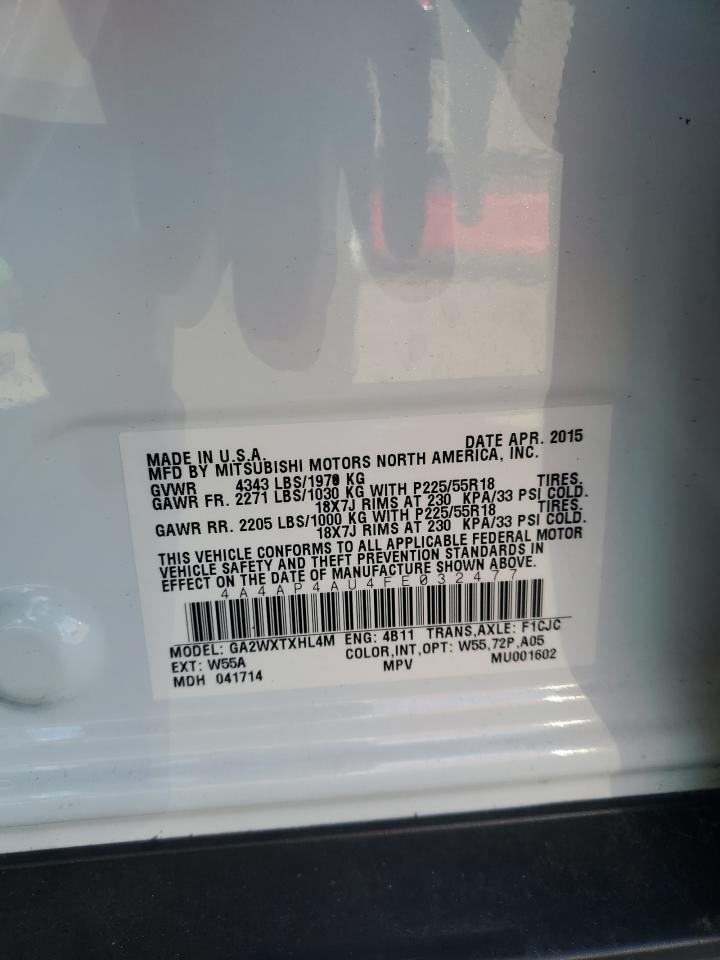 MADE IN U.S.A. DATE APR. 2015
MFD BY MITSUBISHI MOTORS NORTH AMERICA, INC.
GVWR 4343 LBS/1970 KG
GAWR FR. 2271 LBS/1030 KG WITH P225/55R18 TIRES,
18X7J RIMS AT 230 KPA/33 PSI COLD.
GAWR RR. 2205 LBS/1000 KG WITH P225/55R18 TIRES,
18X7J RIMS AT 230 KPA/33 PSI COLD.
THIS VEHICLE CONFORMS TO ALL APPLICABLE FEDERAL MOTOR
VEHICLE SAFETY AND THEFT PREVENTION STANDARDS IN
EFFECT ON THE DATE OF MANUFACTURE SHOWN ABOVE.
4A4AP4AU4FE032477
MODEL: GA2WXTXHL4M ENG: 4B11 TRANS,AXLE: F1CJC
EXT: W55A COLOR,INT,OPT: W55,72P,A05
MDH 041714 MPV MU001602